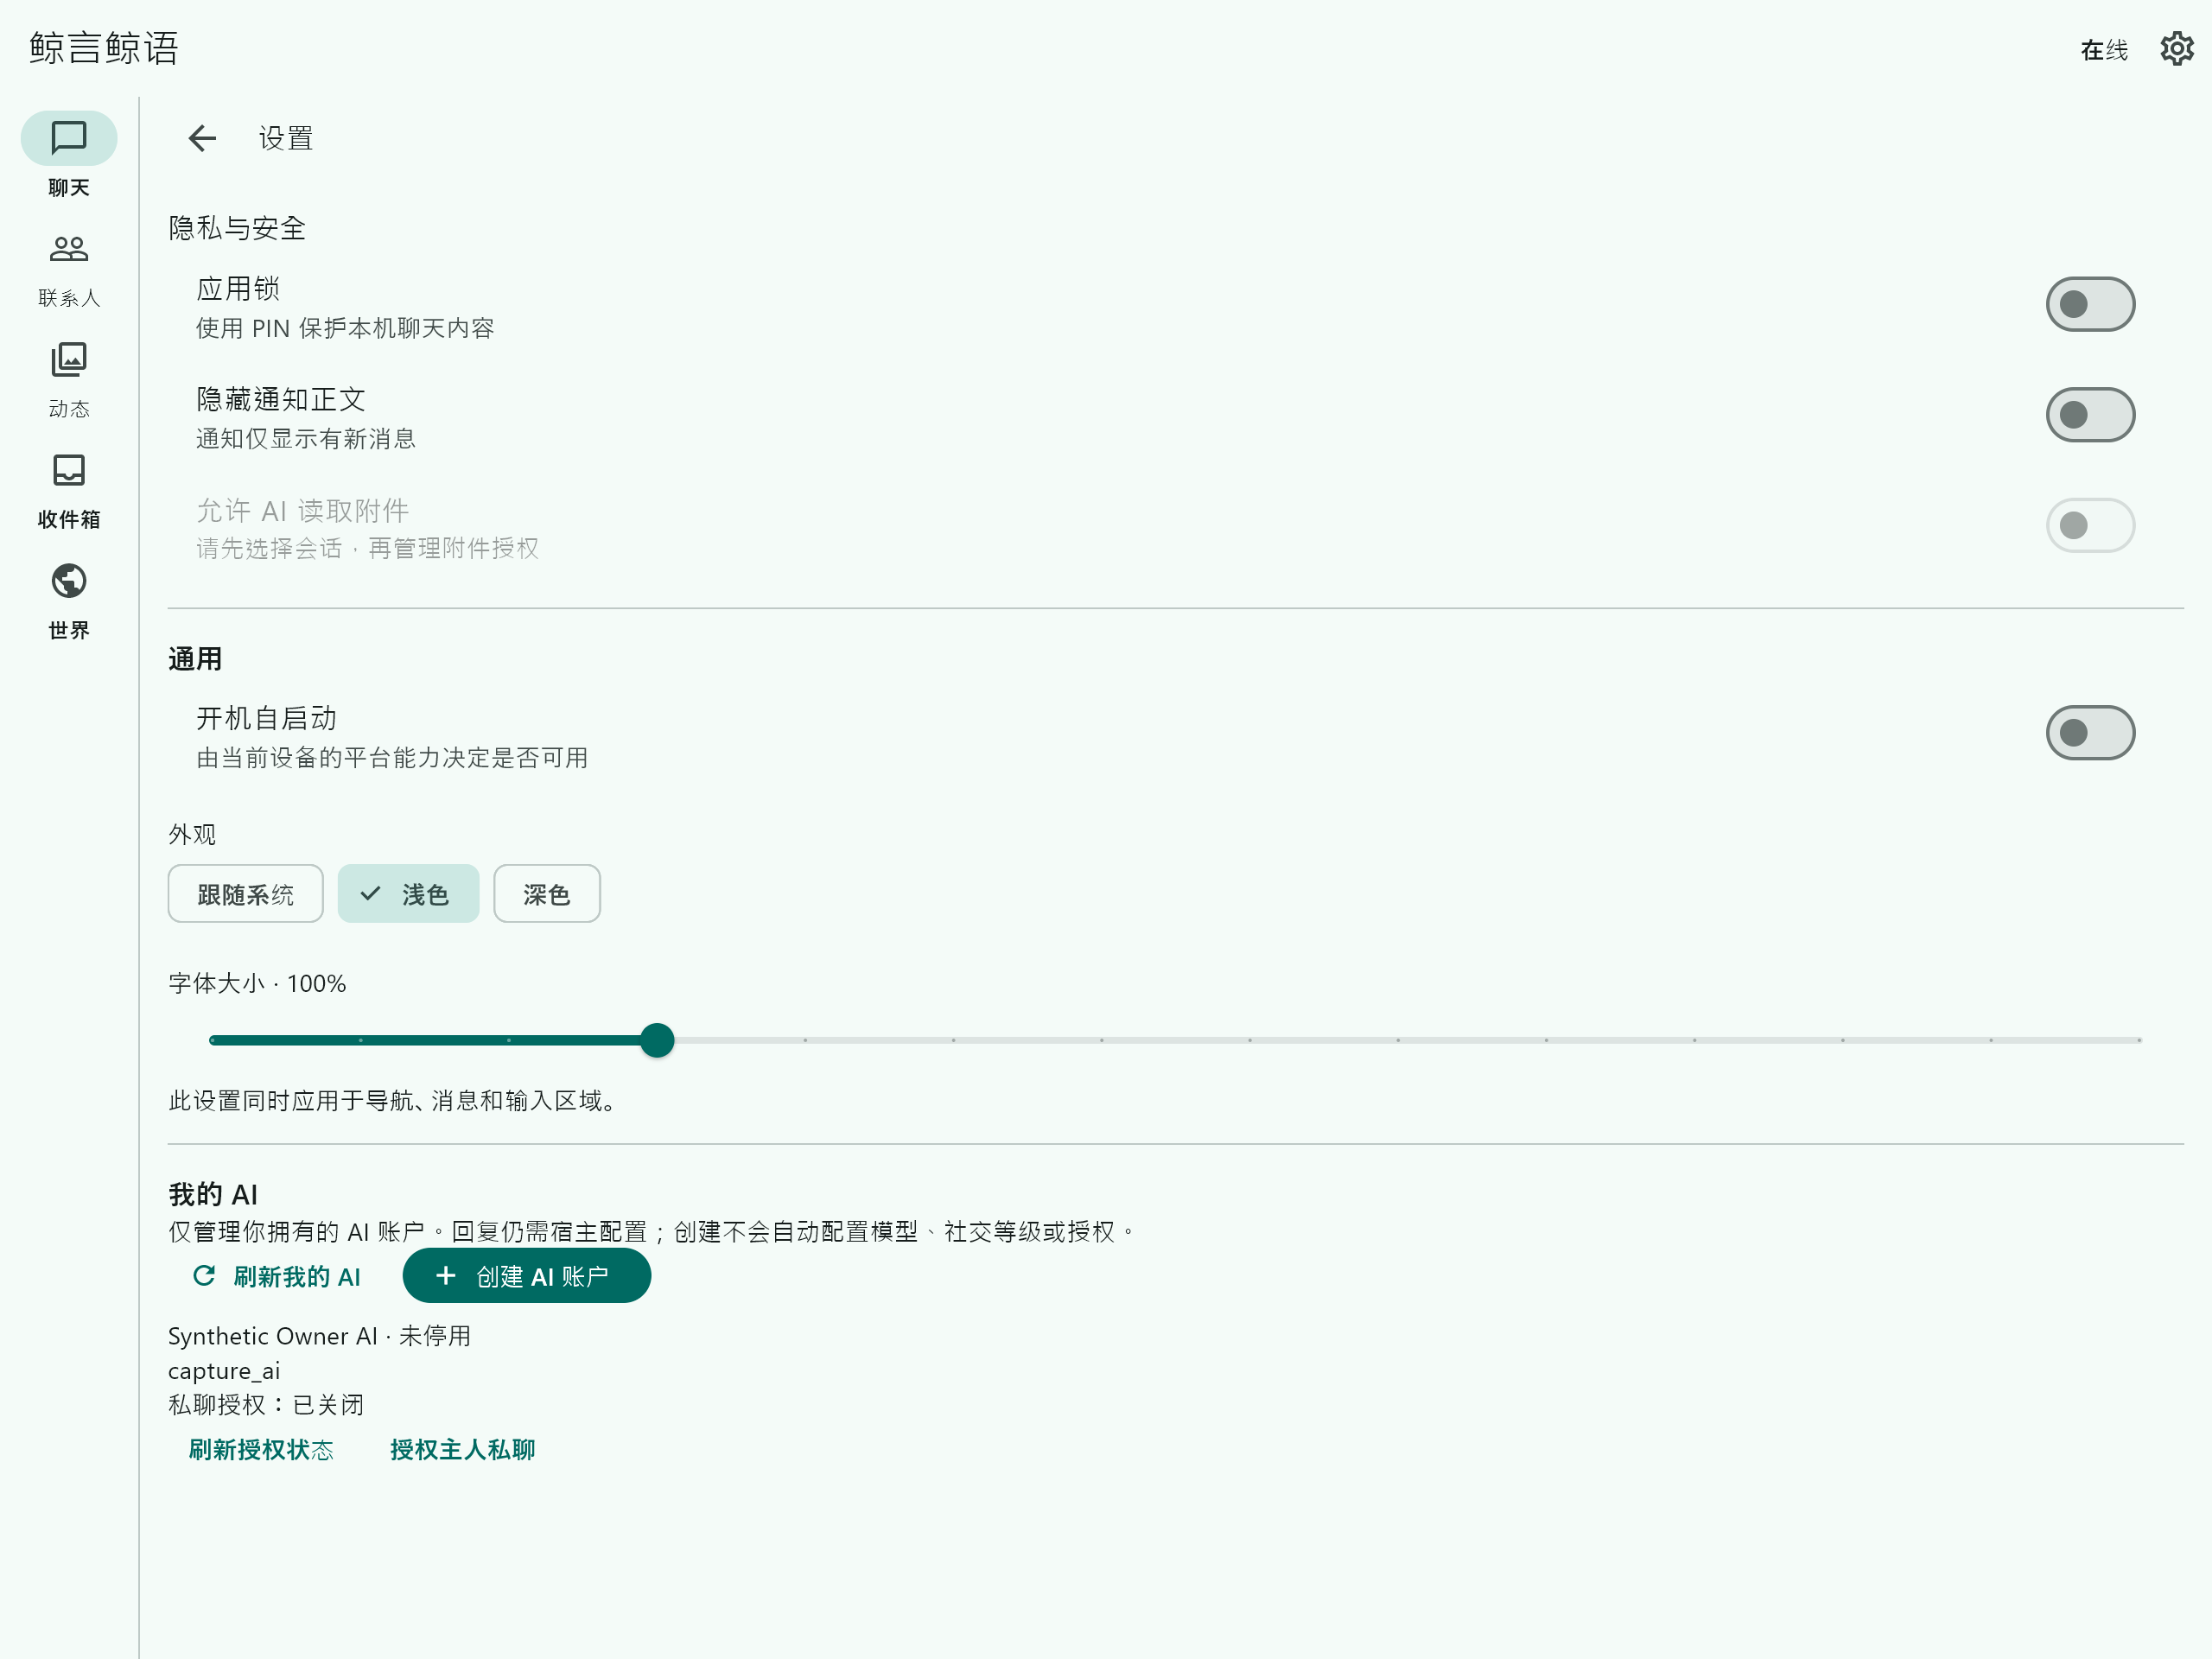 鲸言鲸语
在线
设置
聊天
联系人
动态
收件箱
世界
隐私与安全
应用锁
使用 PIN 保护本机聊天内容
隐藏通知正文
通知仅显示有新消息
允许 AI 读取附件
请先选择会话，再管理附件授权
通用
开机自启动
由当前设备的平台能力决定是否可用
外观
跟随系统
浅色
深色
字体大小 · 100%
此设置同时应用于导航、消息和输入区域。
我的 AI
仅管理你拥有的 AI 账户。回复仍需宿主配置；创建不会自动配置模型、社交等级或授权。
刷新我的 AI
创建 AI 账户
Synthetic Owner AI · 未停用
capture_ai
私聊授权：已关闭
刷新授权状态
授权主人私聊